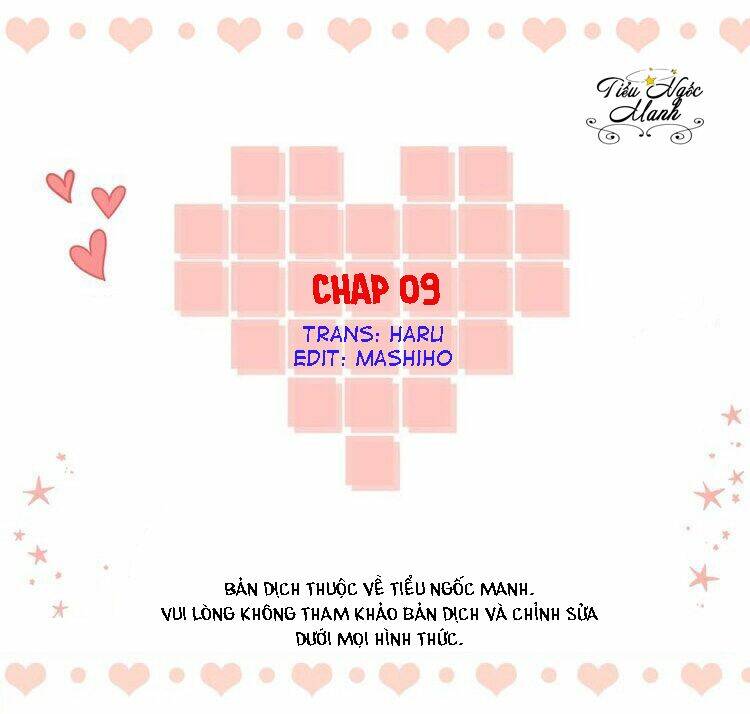 Tiểu Ngốc
Manh
CHAP 09
TRANS: HARU
EDIT: MASHIHO
BẢN DỊCH THUỘC VỀ TIỂU NGỐC MANH.
VUI LÒNG KHÔNG THAM KHẢO BẢN DỊCH VÀ CHỈNH SỬA
DƯỚI MỌI HÌNH THỨC.